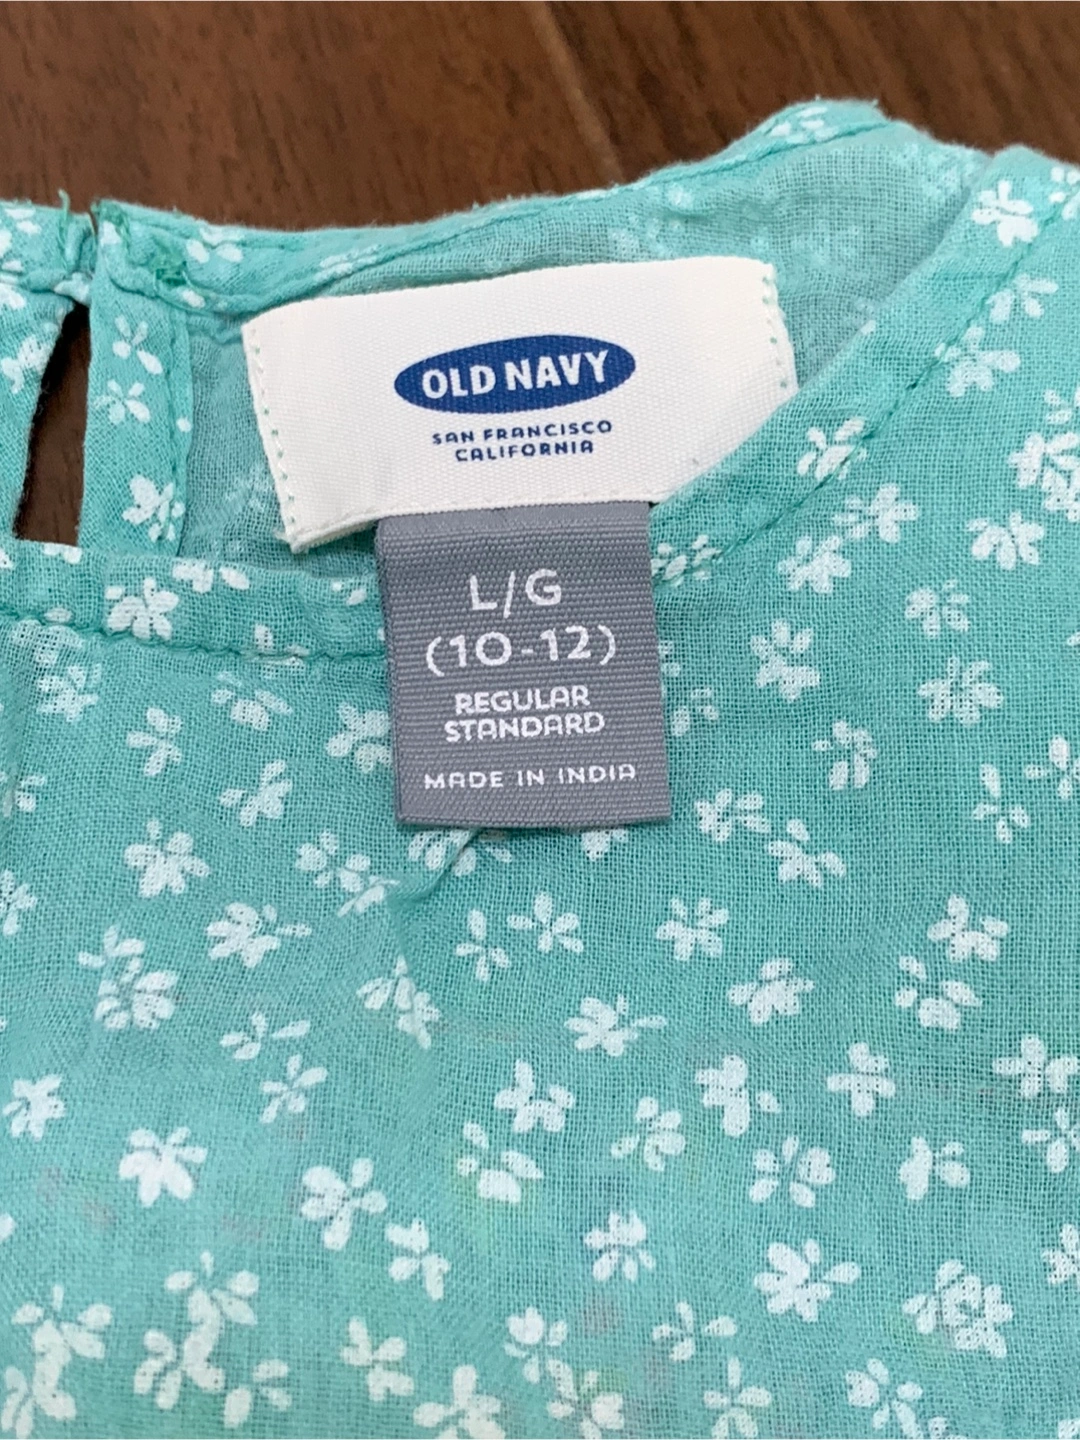 OLD NAVY
SAN FRANCISCO
CALIFORNIA
L/G
(10-12)
REGULAR
STANDARD
MADE IN INDIA